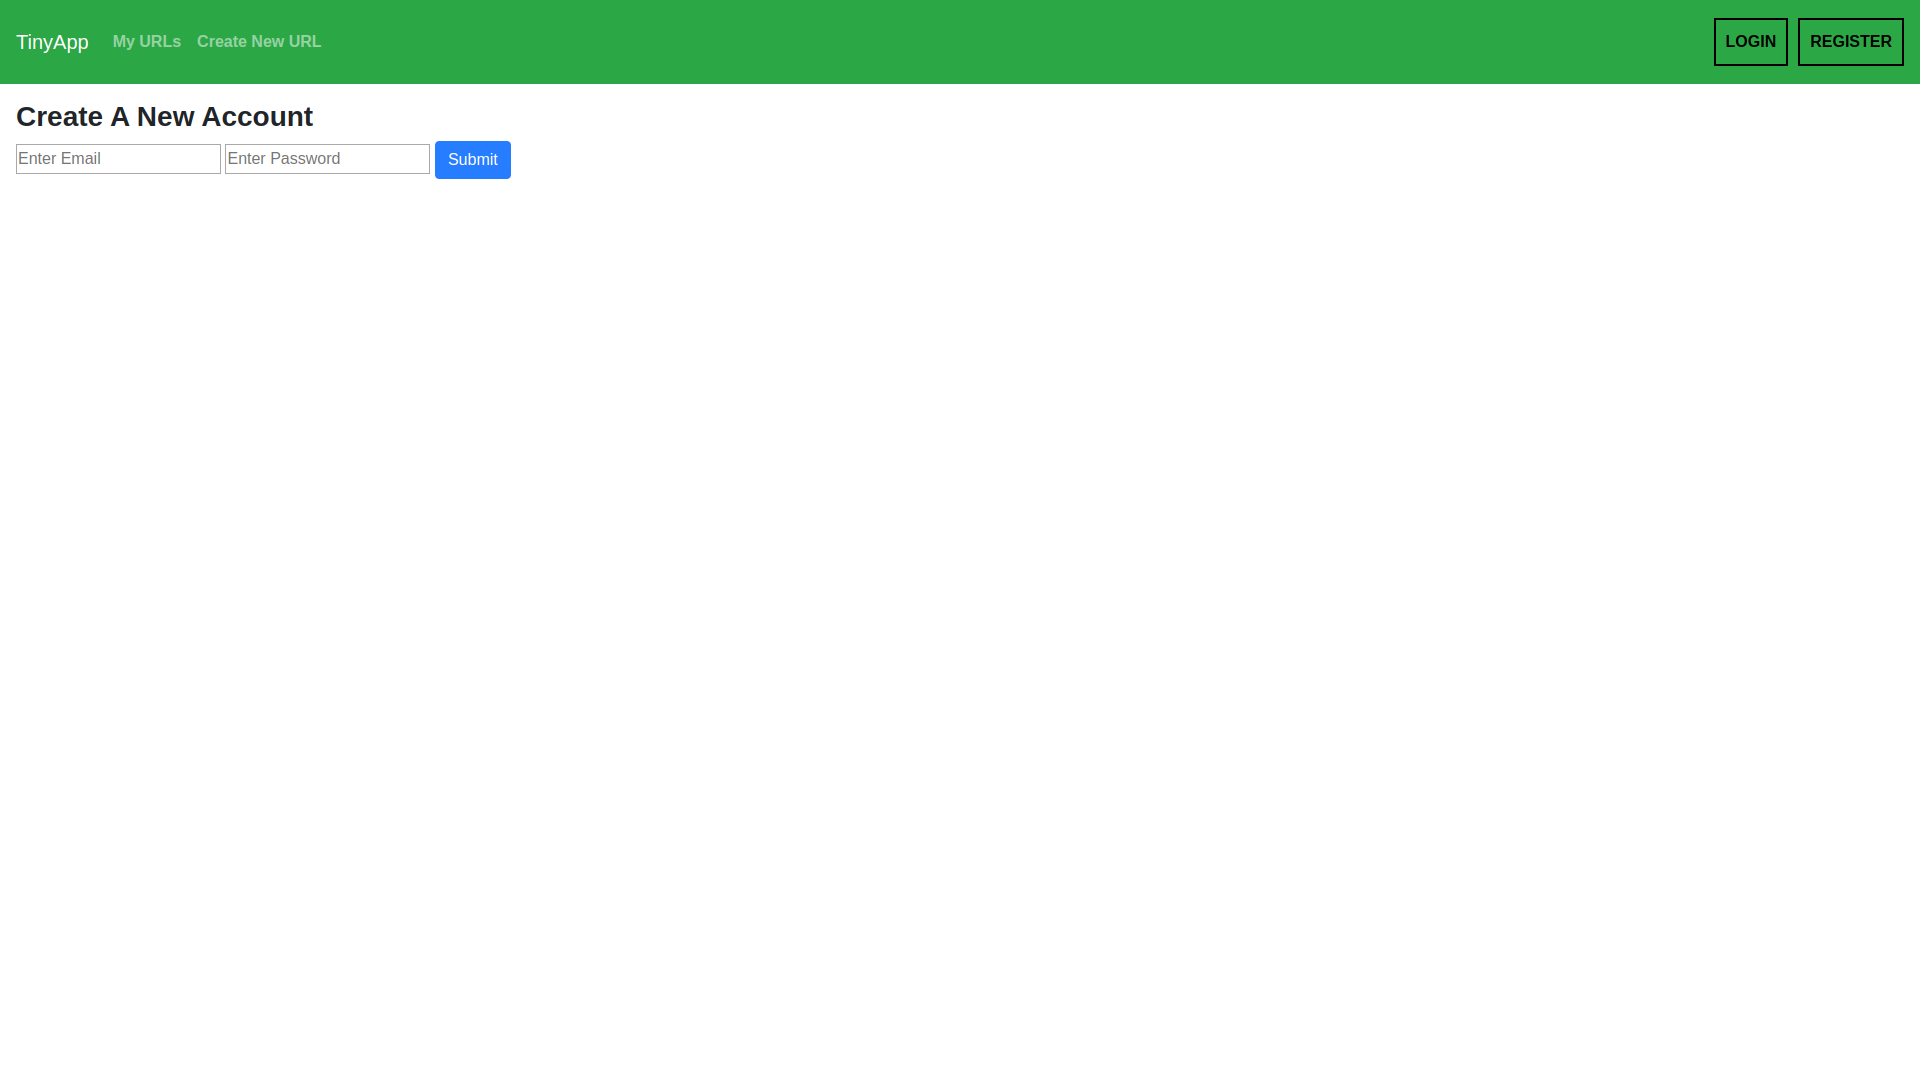 TinyApp My URLs Create New URL LOGIN REGISTER
Create A New Account
Enter Email Enter Password Submit